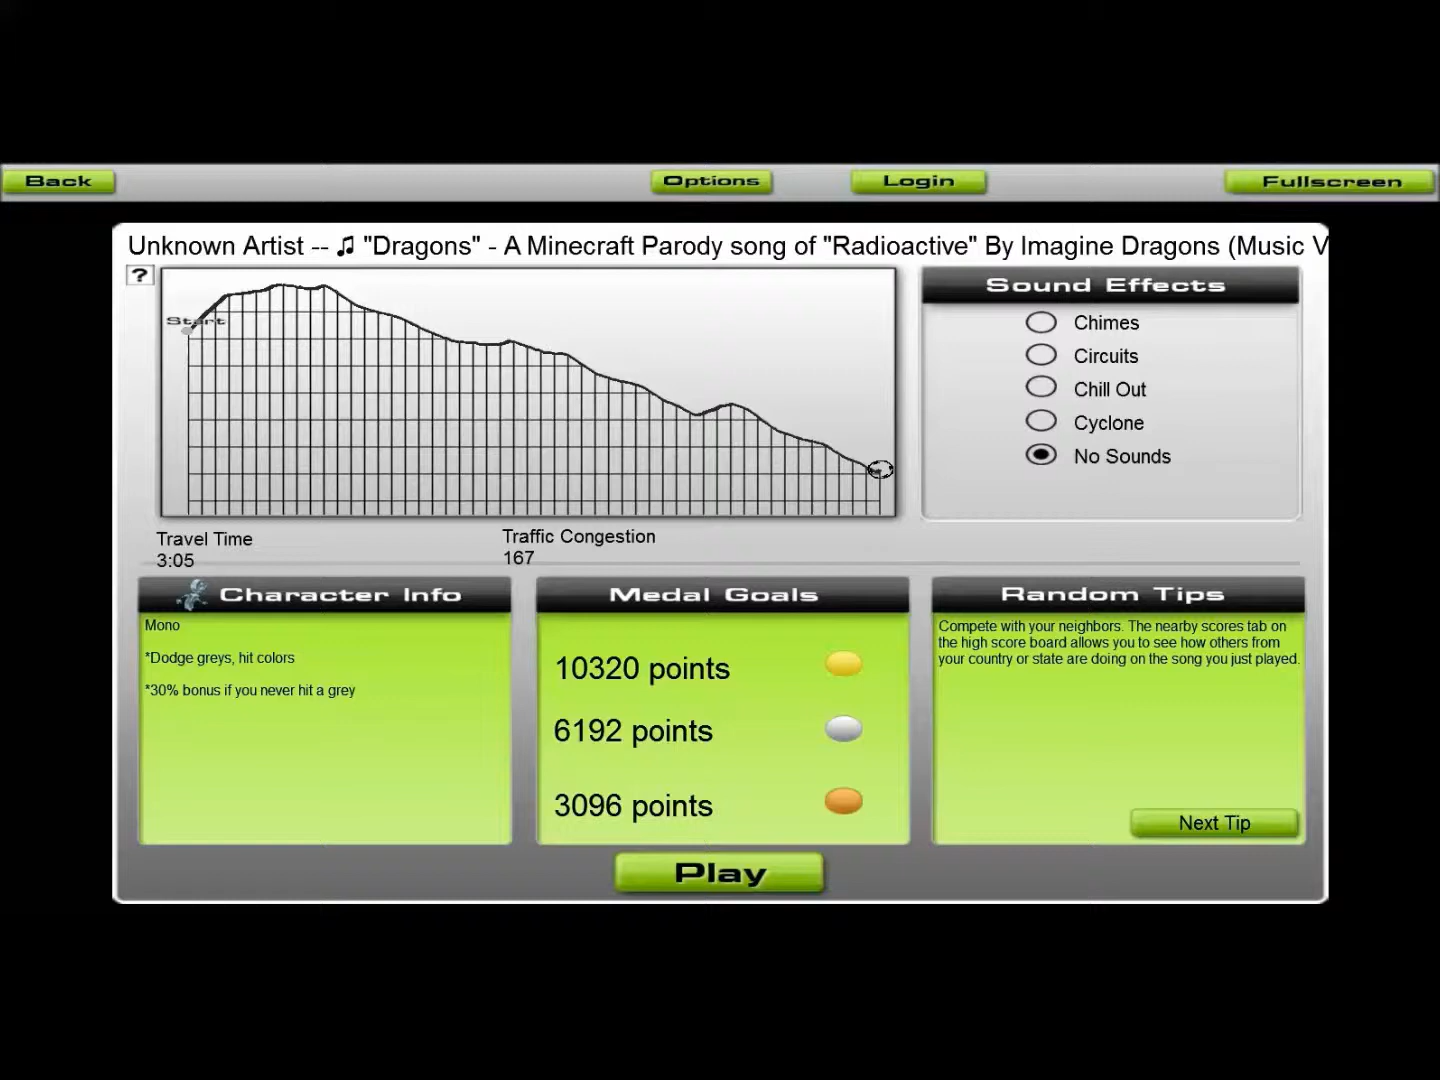 Back
Options
Login
Fullscreen
Unknown Artist -- ♫ "Dragons" - A Minecraft Parody song of "Radioactive" By Imagine Dragons (Music V
?
Start
Sound Effects
Chimes
Circuits
Chill Out
Cyclone
No Sounds
Travel Time
3:05
Traffic Congestion
167
Character Info
Mono
*Dodge greys, hit colors
*30% bonus if you never hit a grey
Medal Goals
10320 points
6192 points
3096 points
Random Tips
Compete with your neighbors. The nearby scores tab on
the high score board allows you to see how others from
your country or state are doing on the song you just played.
Next Tip
Play